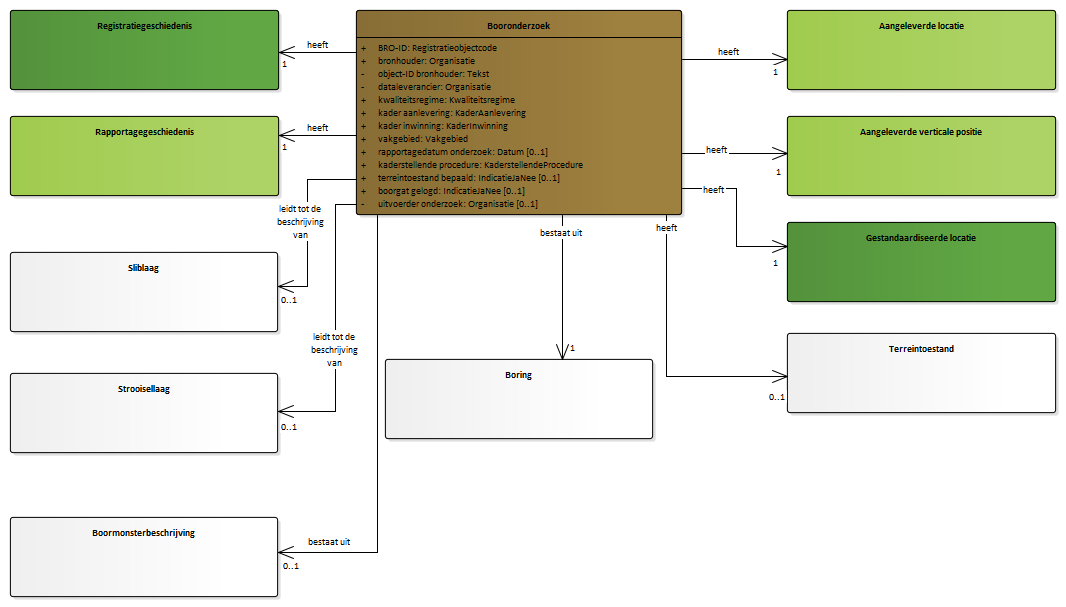 Registratiegeschiedenis
Booronderzoek
Aangeleverde locatie
heeft
1
+ BRO-ID: Registratieobjectcode
+ bronhouder: Organisatie
- object-ID bronhouder: Tekst
- dataleverancier: Organisatie
+ kwaliteitsregime: Kwaliteitsregime
+ kader aanlevering: KaderAanlevering
+ kader inwinning: KaderInwinning
+ vakgebied: Vakgebied
+ rapportagedatum onderzoek: Datum [0..1]
+ kaderstellende procedure: KaderstellendeProcedure
+ terreintoestand bepaald: IndicatieJaNee [0..1]
+ boorgat gelogd: IndicatieJaNee [0..1]
- uitvoerder onderzoek: Organisatie [0..1]
heeft
1
Rapportagegeschiedenis
heeft
1
Aangeleverde verticale positie
heeft
1
heeft
1
Gestandaardiseerde locatie
leidt tot de
beschrijving
van
0..1
Sliblaag
bestaat uit
1
heeft
0..1
Terreintoestand
leidt tot de
beschrijving
van
0..1
Strooisellaag
Boring
bestaat uit
0..1
Boormonsterbeschrijving